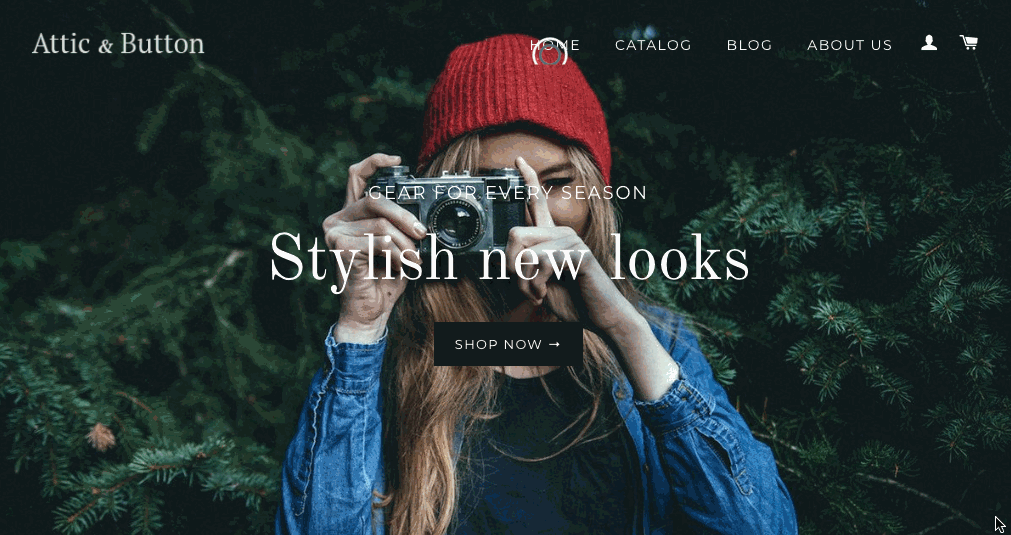 Attic & Button
HOME CATALOG BLOG ABOUT US
GEAR FOR EVERY SEASON
Stylish new looks
SHOP NOW →